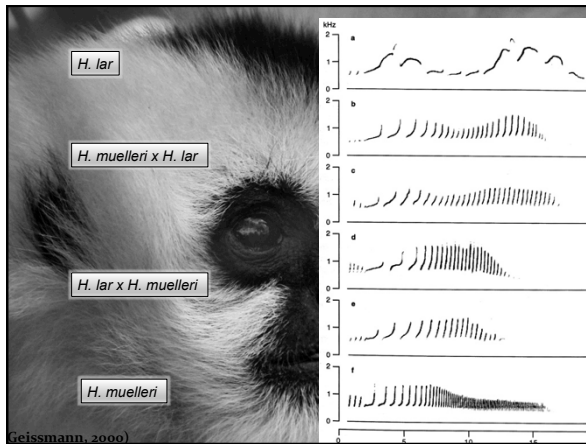 H. lar
H. muelleri x H. lar
H. lar x H. muelleri
H. muelleri
Geissmann, 2000)
kHz
2
a
1
0
2
b
1
0
2
c
1
0
2
d
1
0
2
e
1
0
2
f
1
0
0
5
10
15